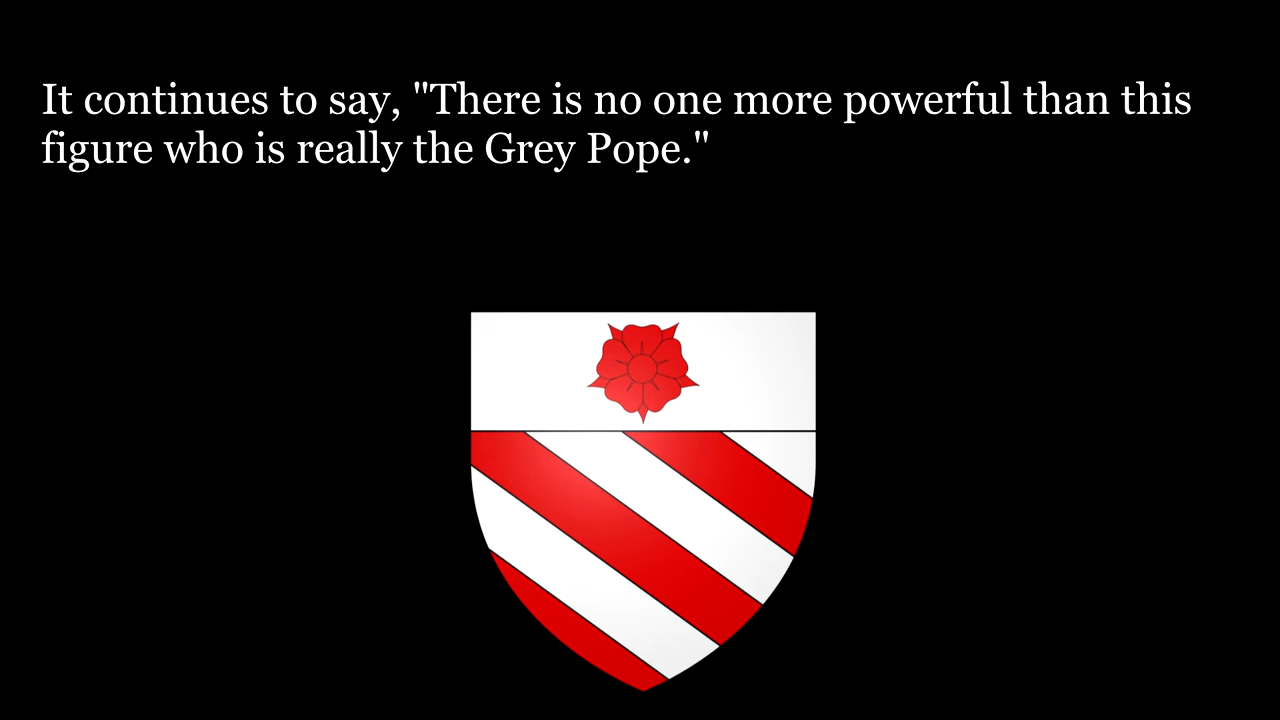 It continues to say, "There is no one more powerful than this
figure who is really the Grey Pope."